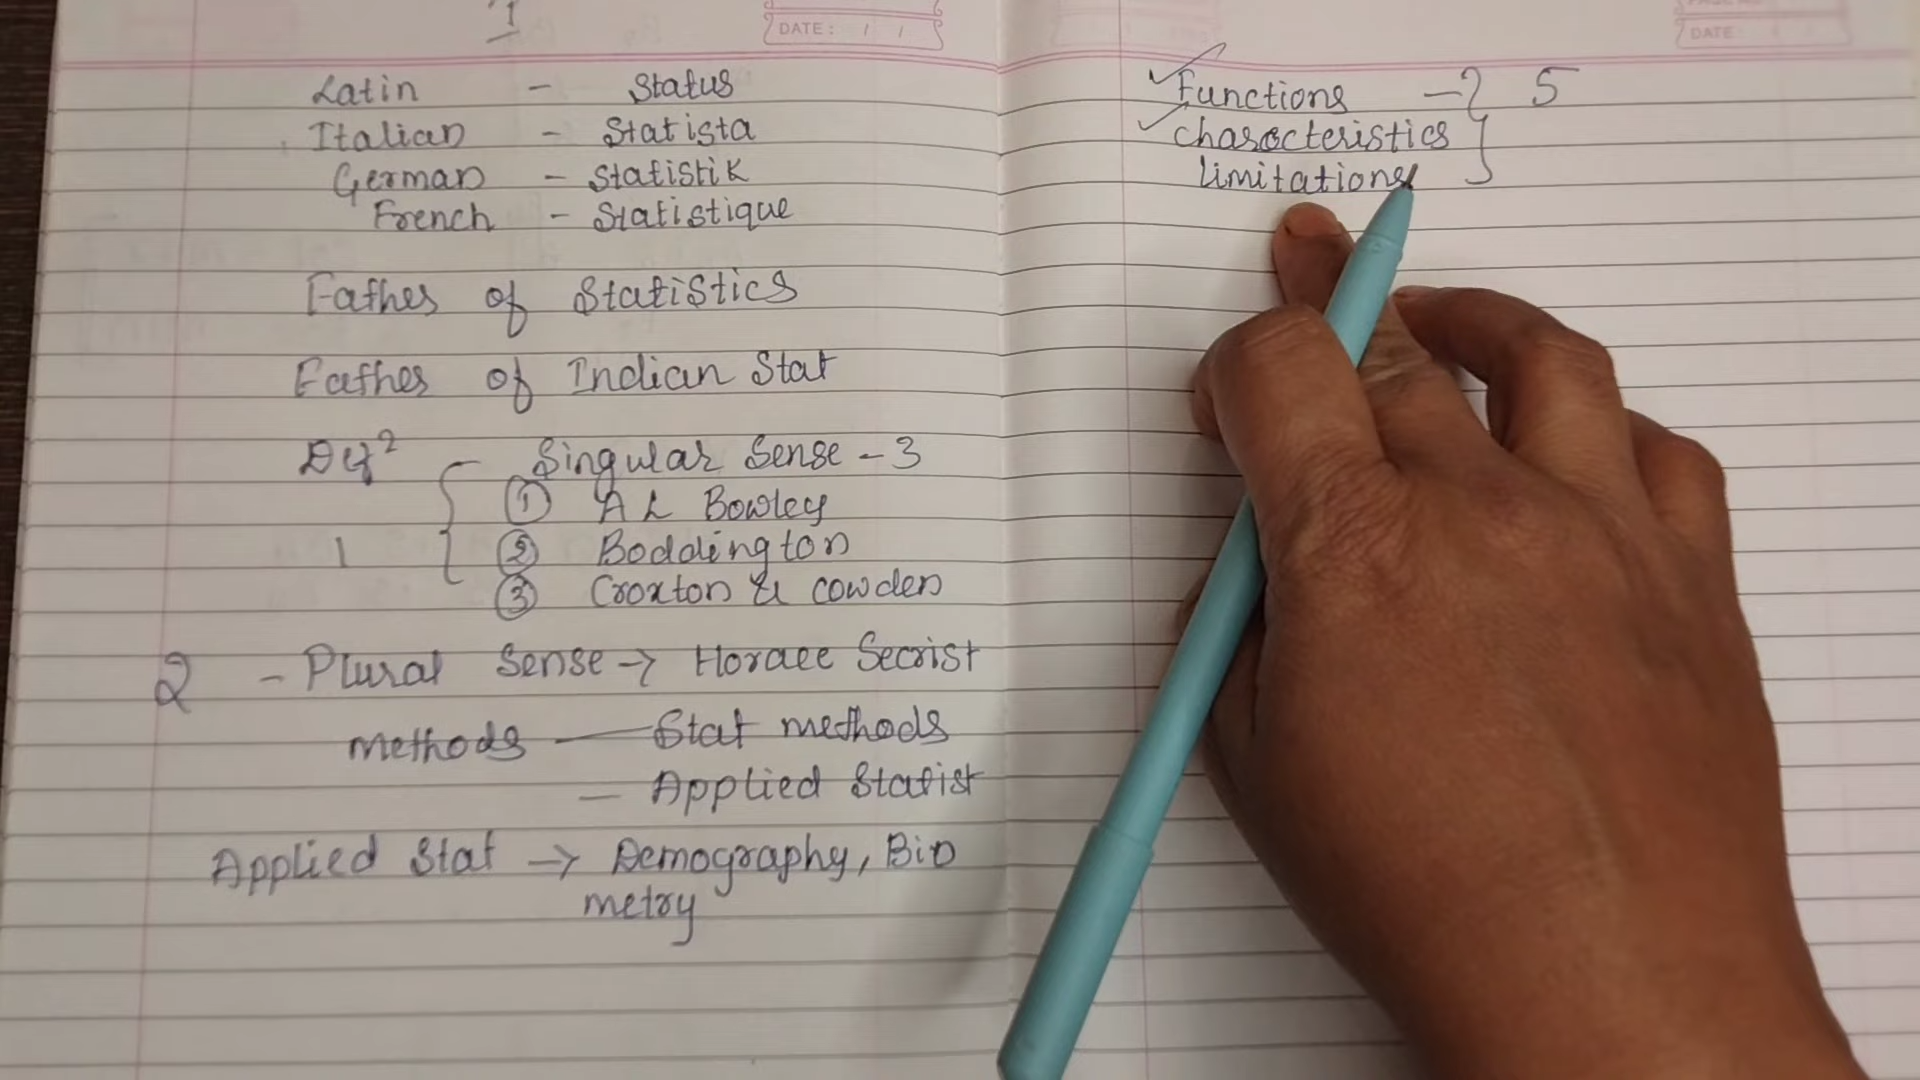 I
DATE: / /
Latin - Status
Italian - Statista
German - Statistik
French - Statistique
Father of Statistics
Father of Indian Stat
Singular Sense - 3
① A L Bowley
1
② Boddington
③ Croxton & cowden
2 - Plural Sense → Horace Secrist
methods — Stat methods
— Applied Statist
Applied Stat → Demography, Bio
metry
DATE
Functions - 5
characteristics
limitations